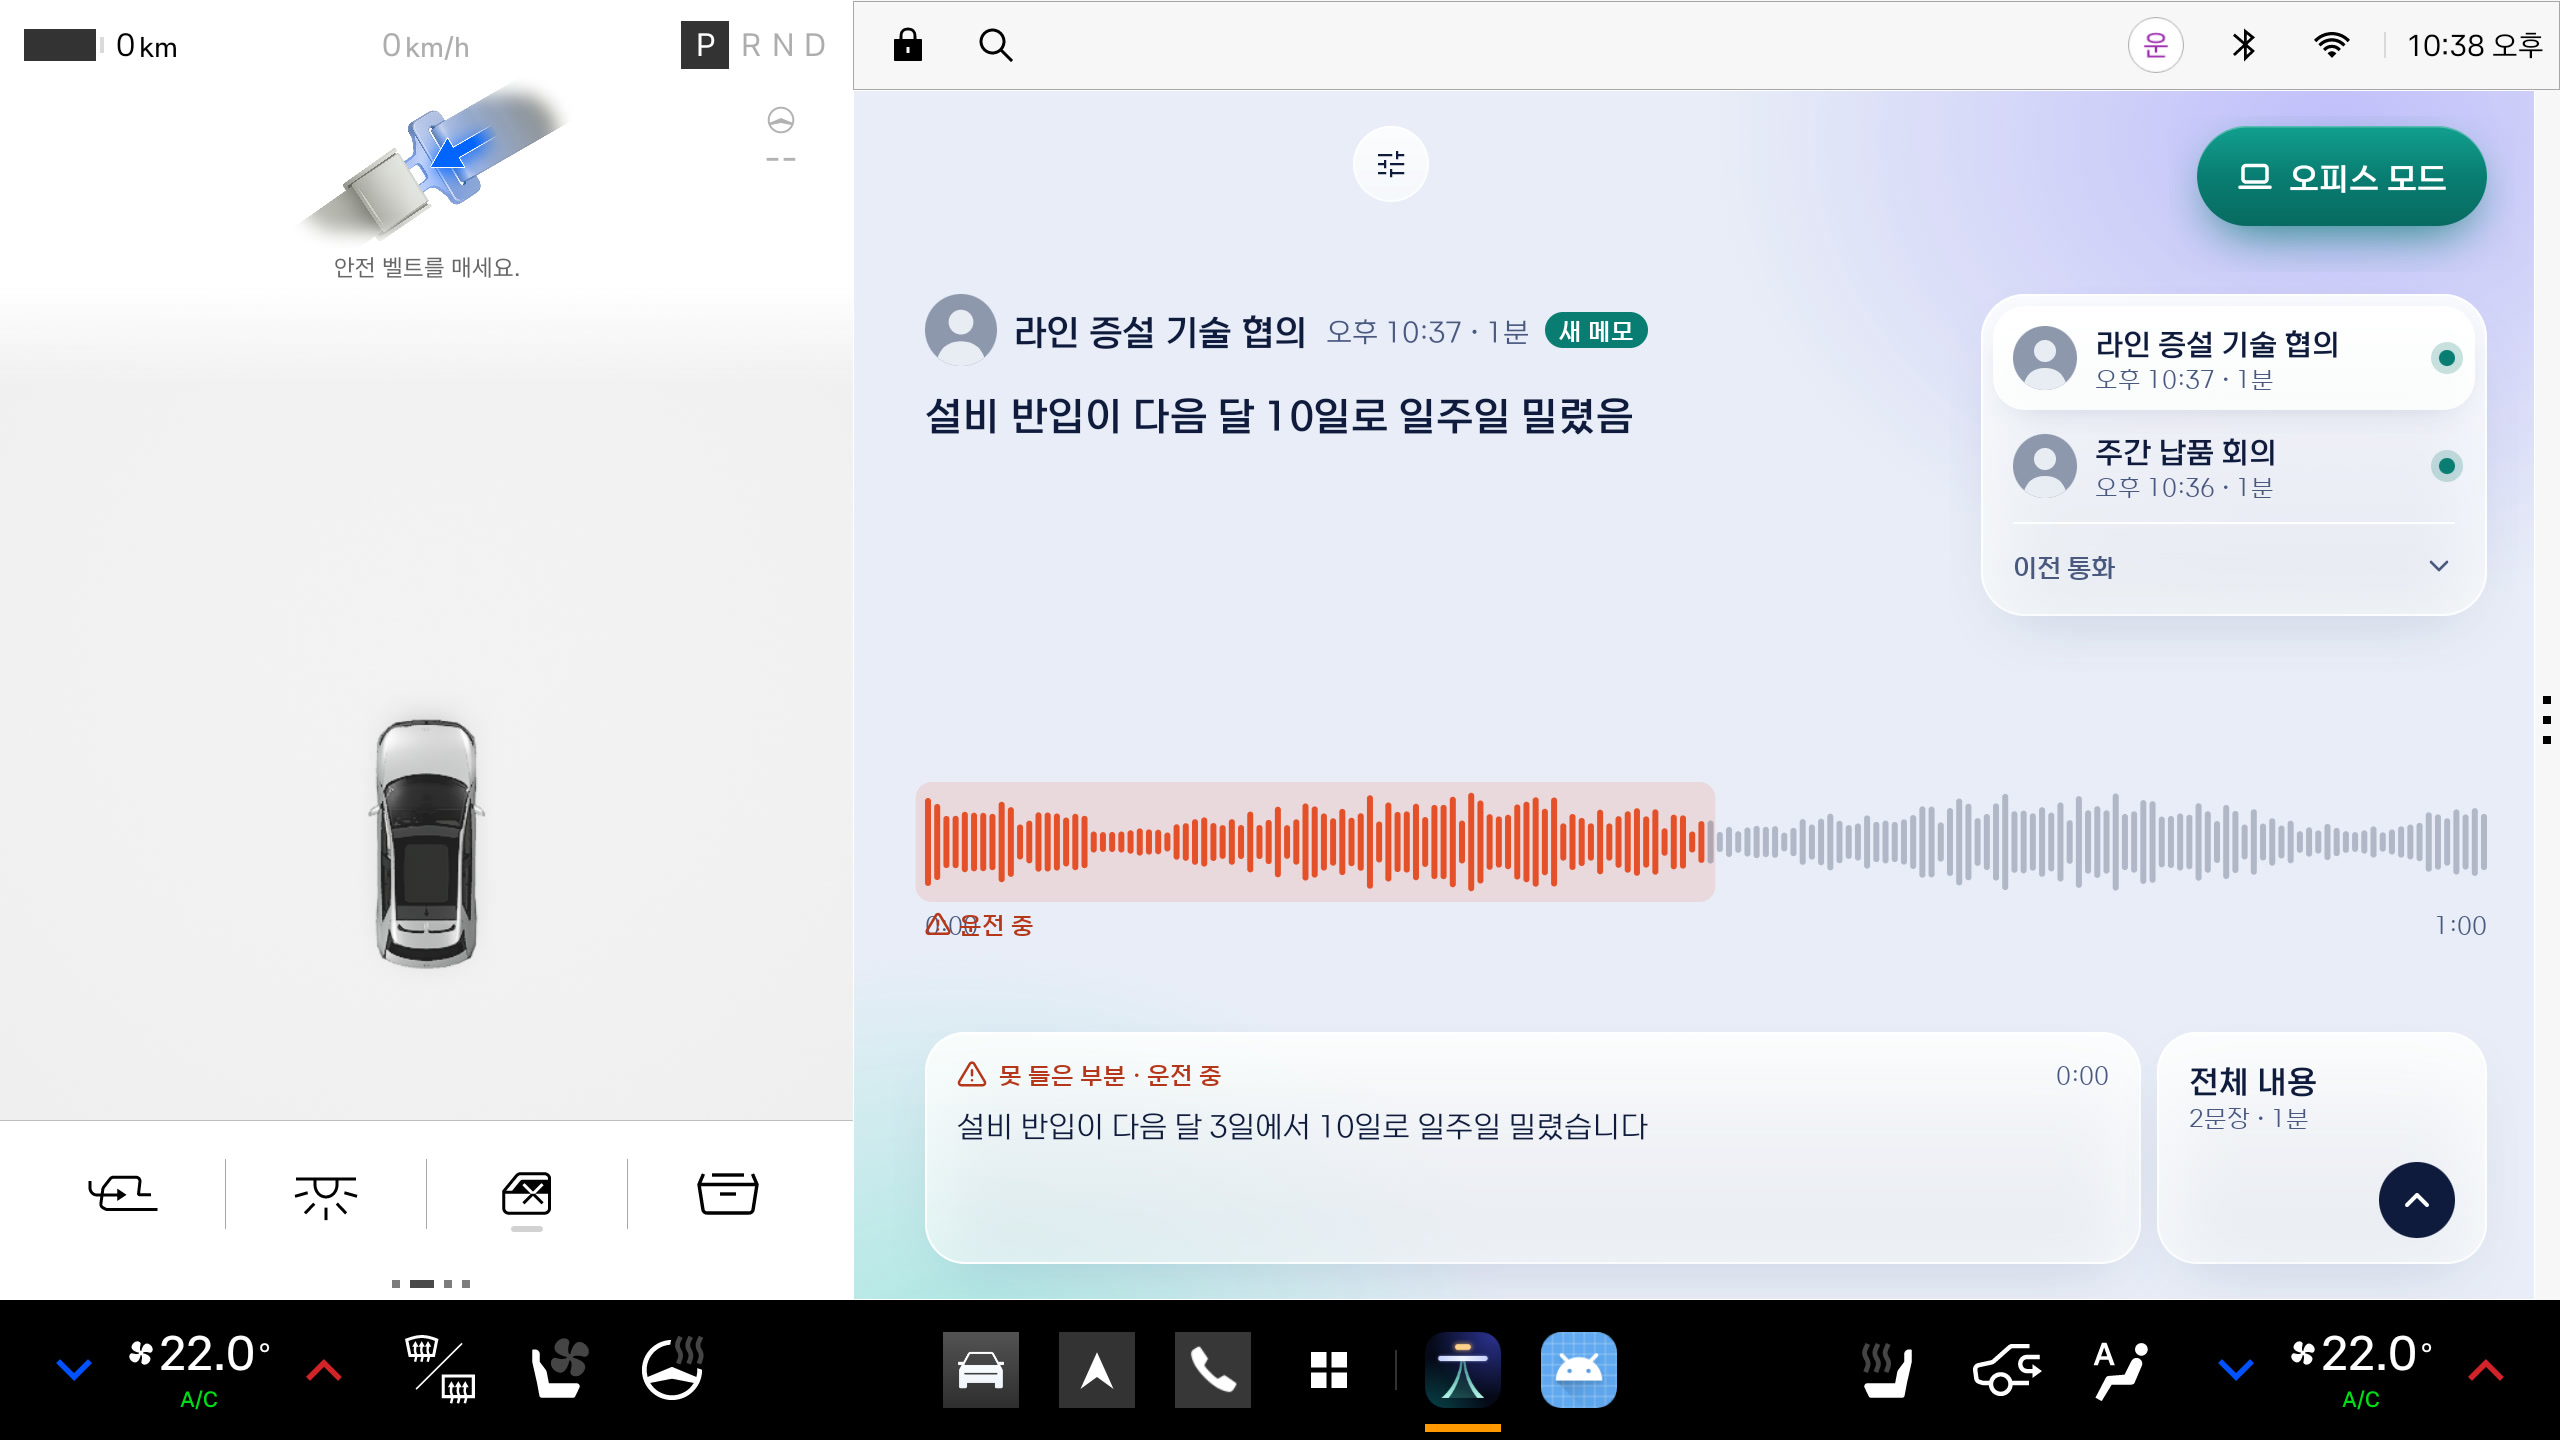 0 km
0 km/h
P R N D
안전 벨트를 매세요.
운
10:38 오후
오피스 모드
라인 증설 기술 협의 오후 10:37 · 1분 새 메모
설비 반입이 다음 달 10일로 일주일 밀렸음
라인 증설 기술 협의
오후 10:37 · 1분
주간 납품 회의
오후 10:36 · 1분
이전 통화
0:00 운전 중
1:00
못 들은 부분 · 운전 중 0:00
설비 반입이 다음 달 3일에서 10일로 일주일 밀렸습니다
전체 내용
2문장 · 1분
22.0°
A/C
A
22.0°
A/C